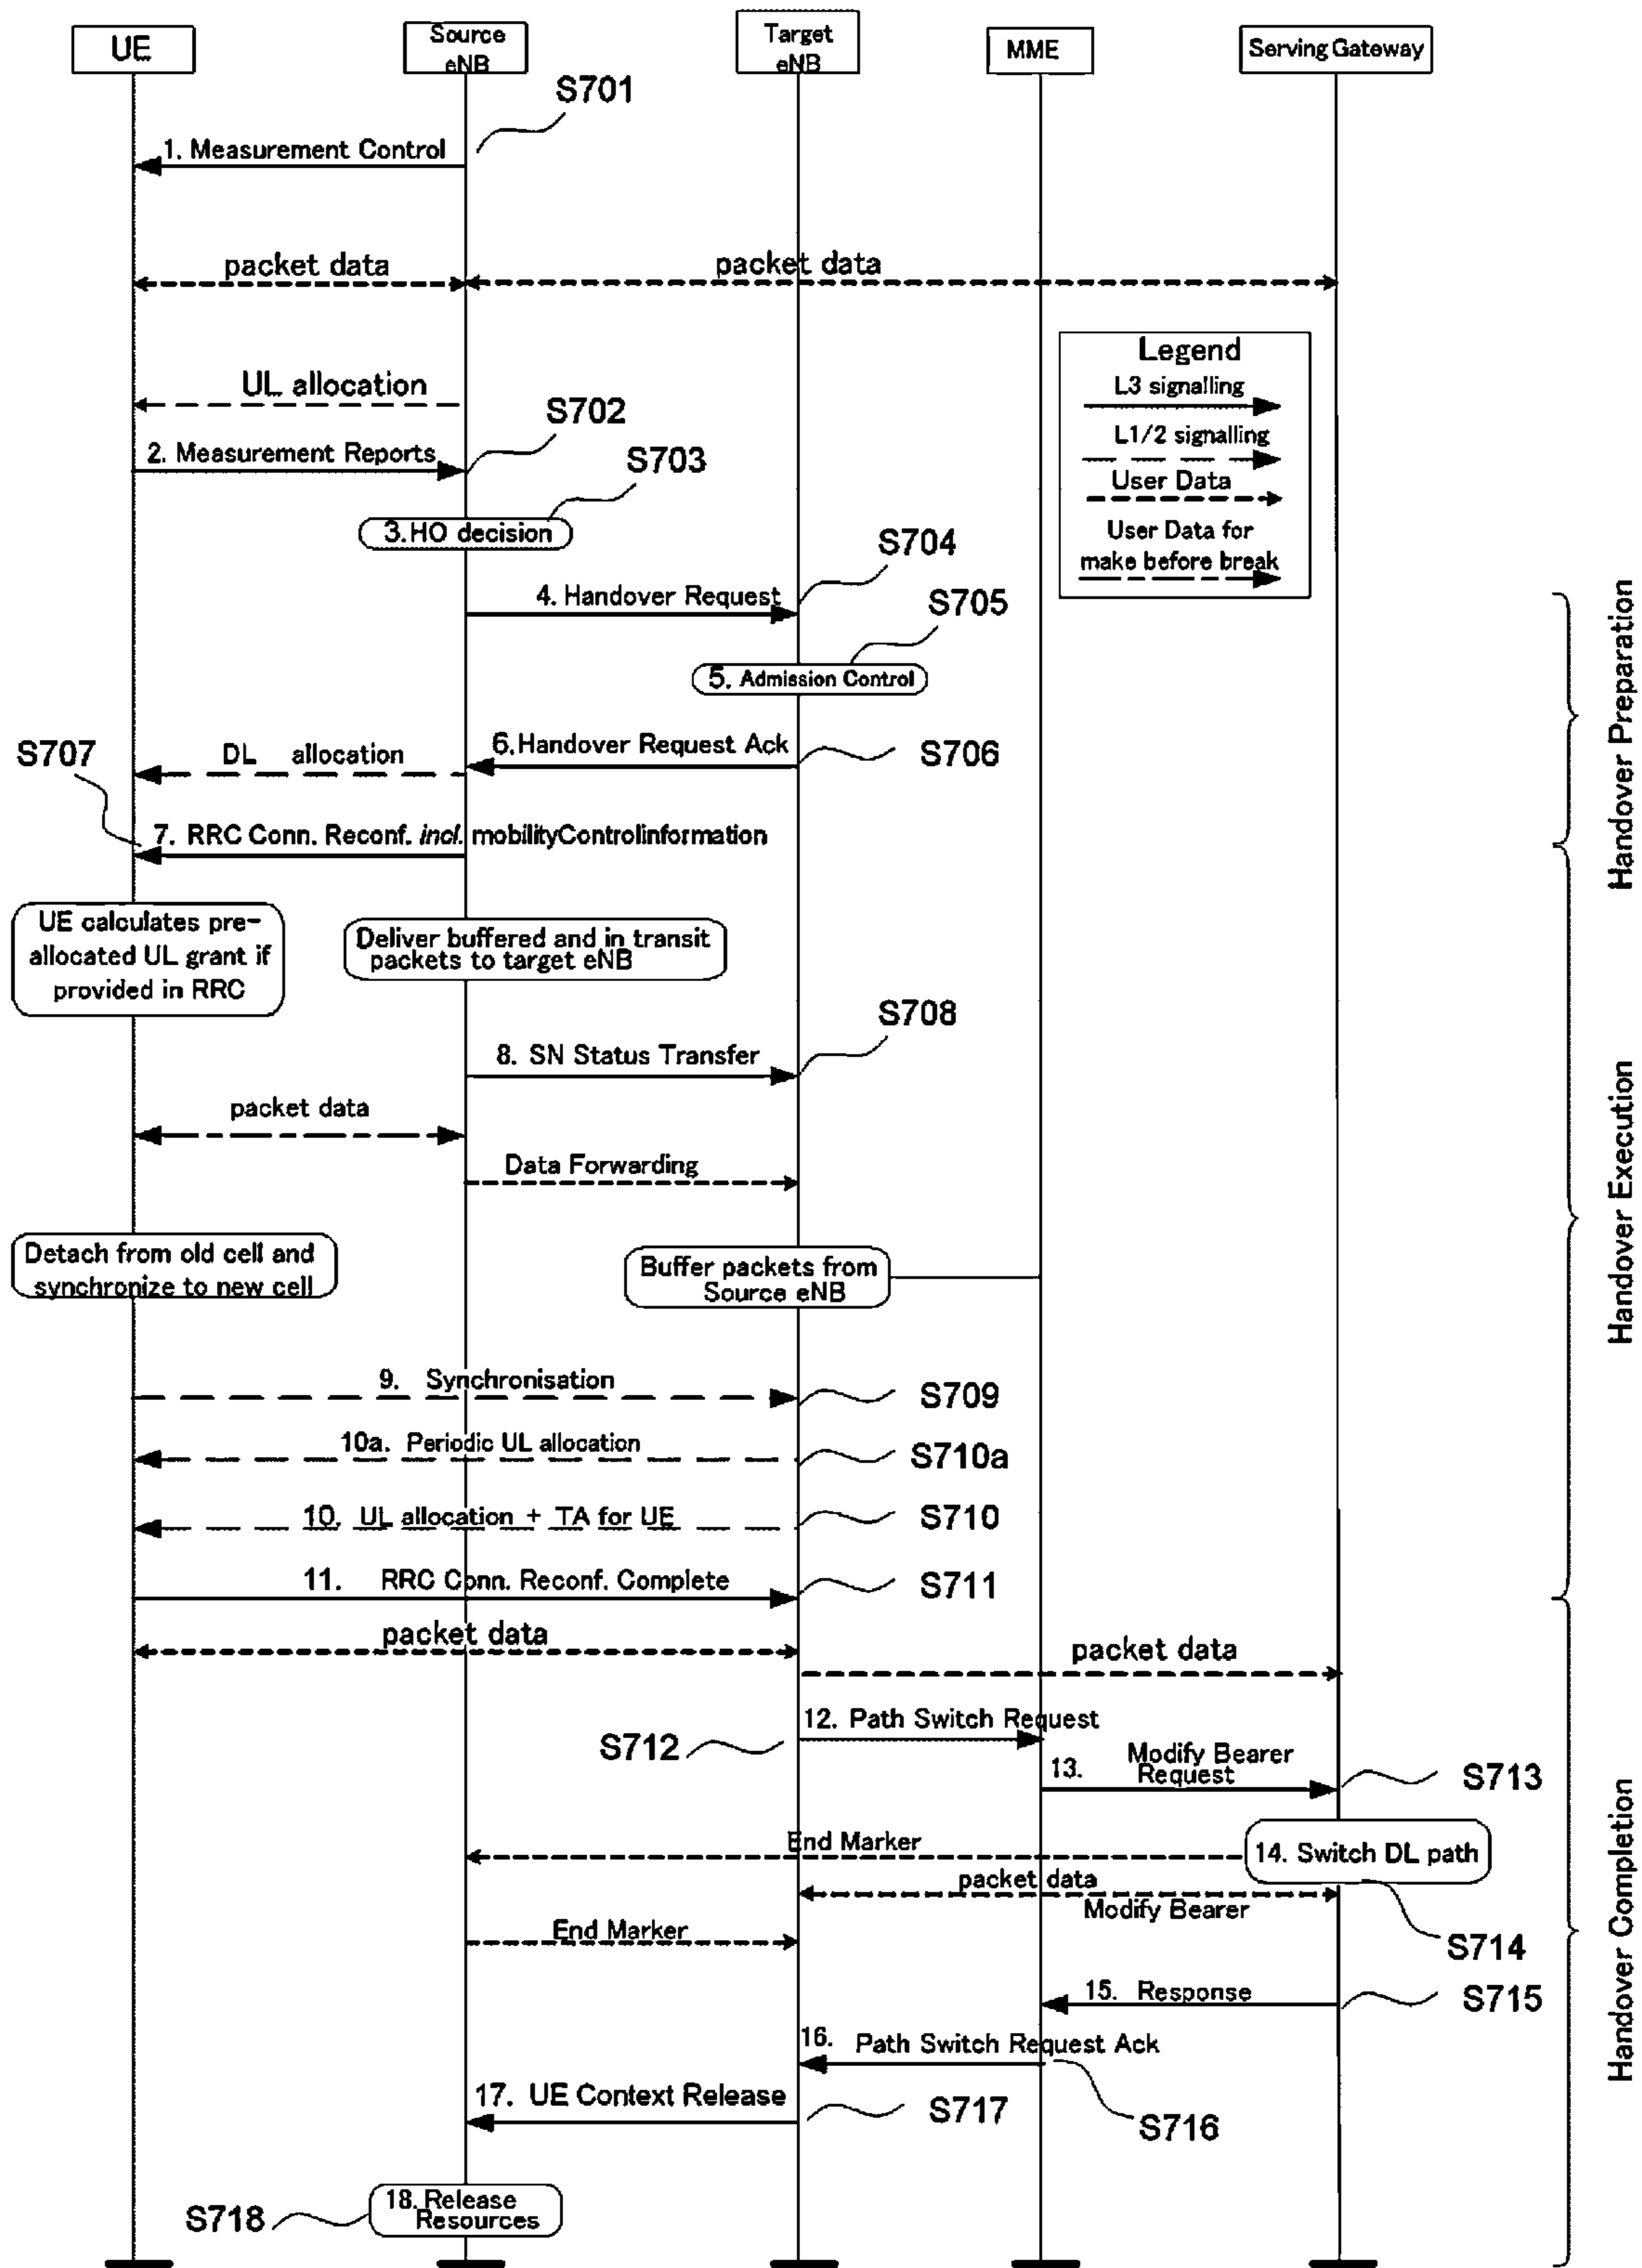 UE
Source
eNB
Target
eNB
MME
Serving Gateway
S701
1. Measurement Control
packet data
packet data
Legend
L3 signalling
L1/2 signalling
User Data
User Data for
make before break
UL allocation
S702
2. Measurement Reports
S703
3.HO decision
S704
4. Handover Request
S705
5. Admission Control
Handover Preparation
S707
DL allocation
6.Handover Request Ack
S706
7. RRC Conn. Reconf. incl. mobilityControlinformation
UE calculates pre-
allocated UL grant if
provided in RRC
Deliver buffered and in transit
packets to target eNB
S708
8. SN Status Transfer
packet data
Data Forwarding
Handover Execution
Detach from old cell and
synchronize to new cell
Buffer packets from
Source eNB
9. Synchronisation
S709
10a. Periodic UL allocation
S710a
10. UL allocation + TA for UE
S710
11. RRC Conn. Reconf. Complete
S711
packet data
packet data
12. Path Switch Request
S712
13. Modify Bearer
Request
S713
End Marker
14. Switch DL path
packet data
Modify Bearer
End Marker
S714
15. Response
S715
Handover Completion
16. Path Switch Request Ack
17. UE Context Release
S717
S716
18.Release
Resources
S718